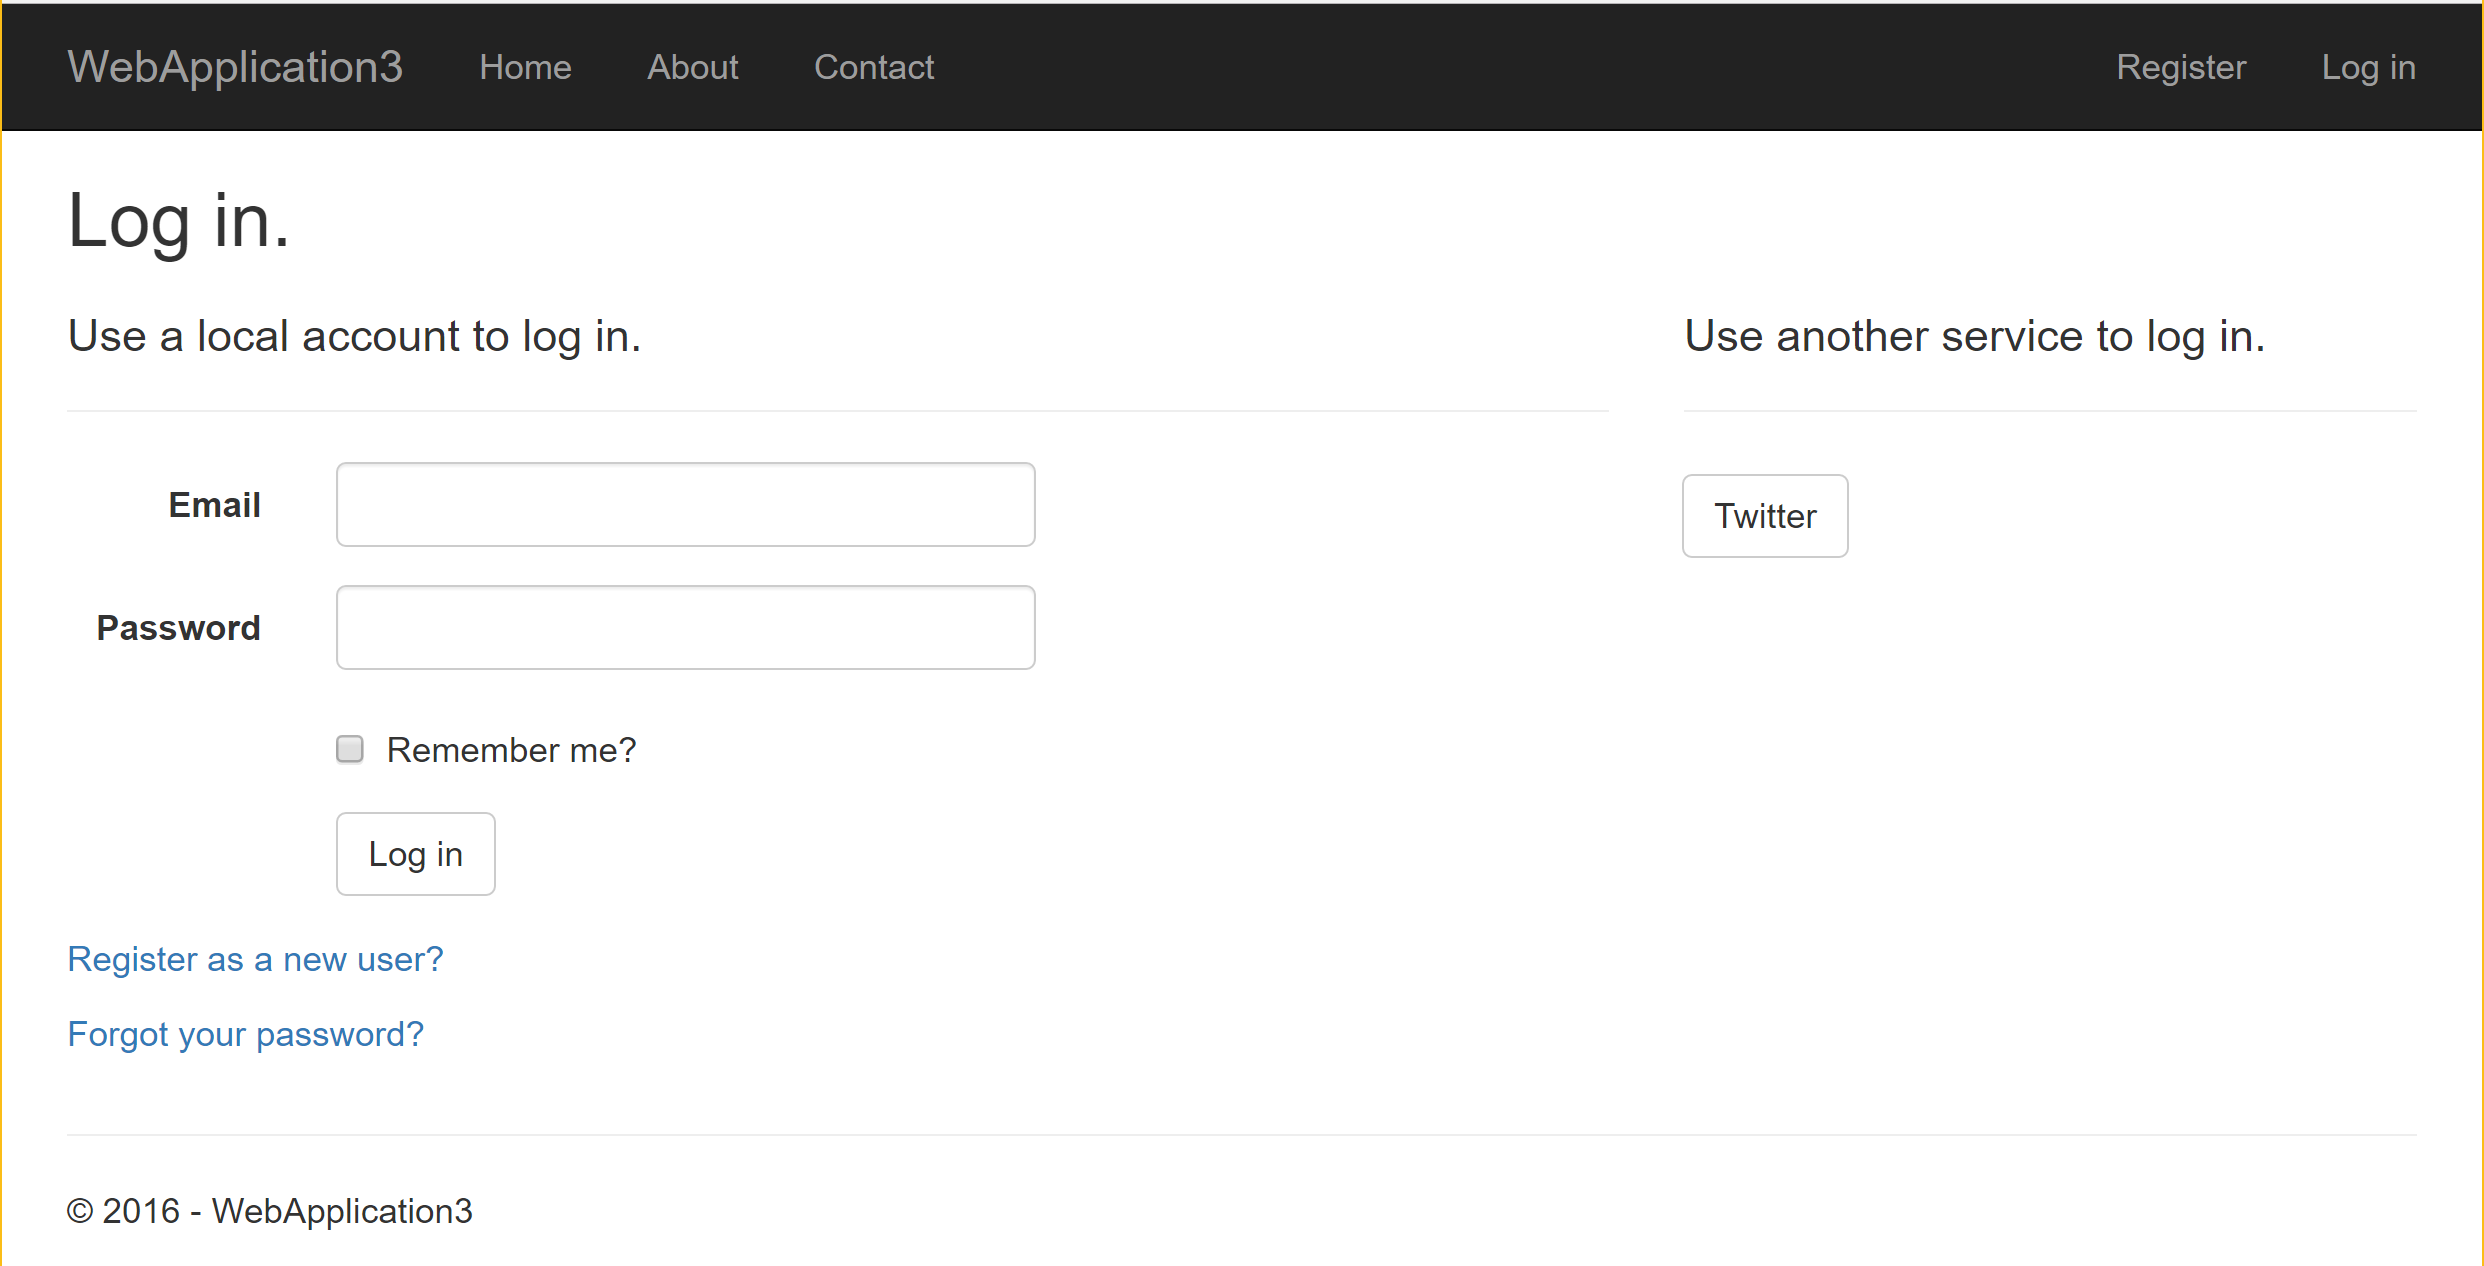 WebApplication3 Home About Contact Register Log in
Log in.
Use a local account to log in.
Use another service to log in.
Email
Twitter
Password
Remember me?
Log in
Register as a new user?
Forgot your password?
© 2016 - WebApplication3